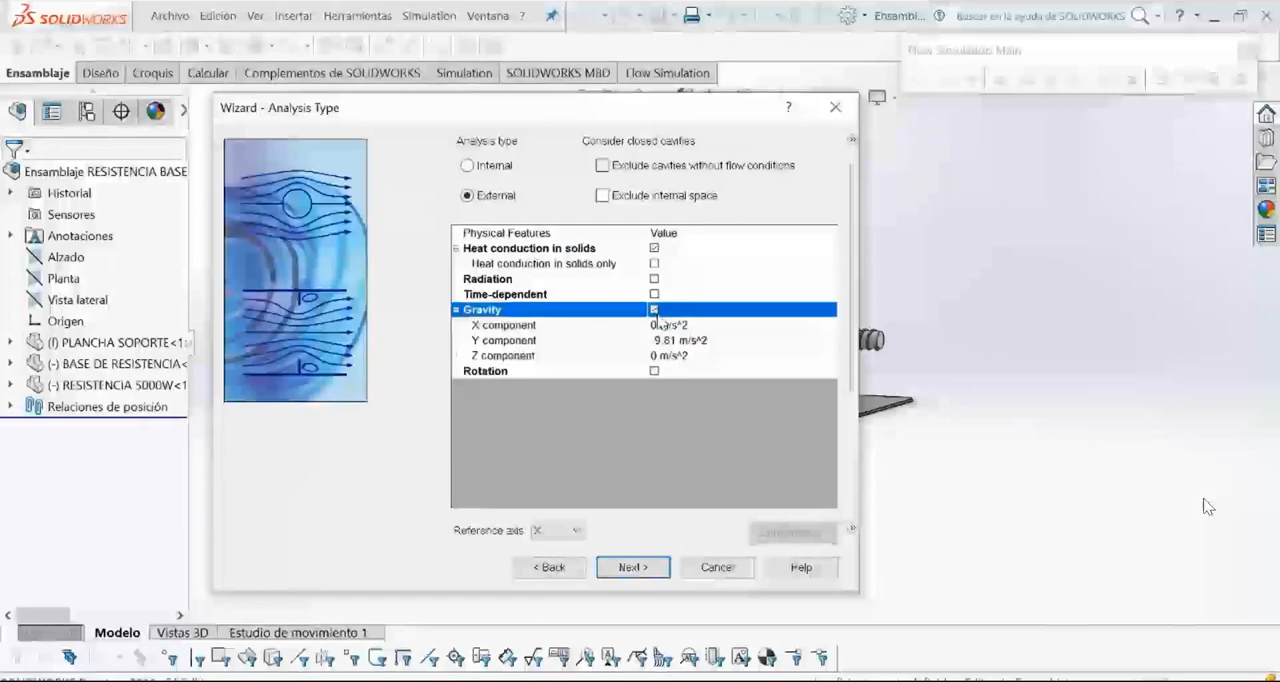 SOLIDWORKS Archivo Edición Ver Insertar Herramientas Simulation Ventana ? Ensambl... Buscar en la ayuda de SOLIDWORKS ?
Flow Simulation Main
Ensamblaje Diseño Croquis Calcular Complementos de SOLIDWORKS Simulation SOLIDWORKS MBD Flow Simulation
Wizard - Analysis Type ?
Analysis type Consider closed cavities
Internal Exclude cavities without flow conditions
External Exclude internal space
Physical Features Value
Heat conduction in solids
Heat conduction in solids only
Radiation
Time-dependent
Gravity
X component
Y component 9.81 m/s^2
Z component 0 m/s^2
Rotation
Reference axis X
< Back Next > Cancel Help
Ensamblaje RESISTENCIA BASE
Historial
Sensores
Anotaciones
Alzado
Planta
Vista lateral
Origen
(f) PLANCHA SOPORTE<1
(-) BASE DE RESISTENCIA<
(-) RESISTENCIA 5000W<1
Relaciones de posición
Modelo Vistas 3D Estudio de movimiento 1